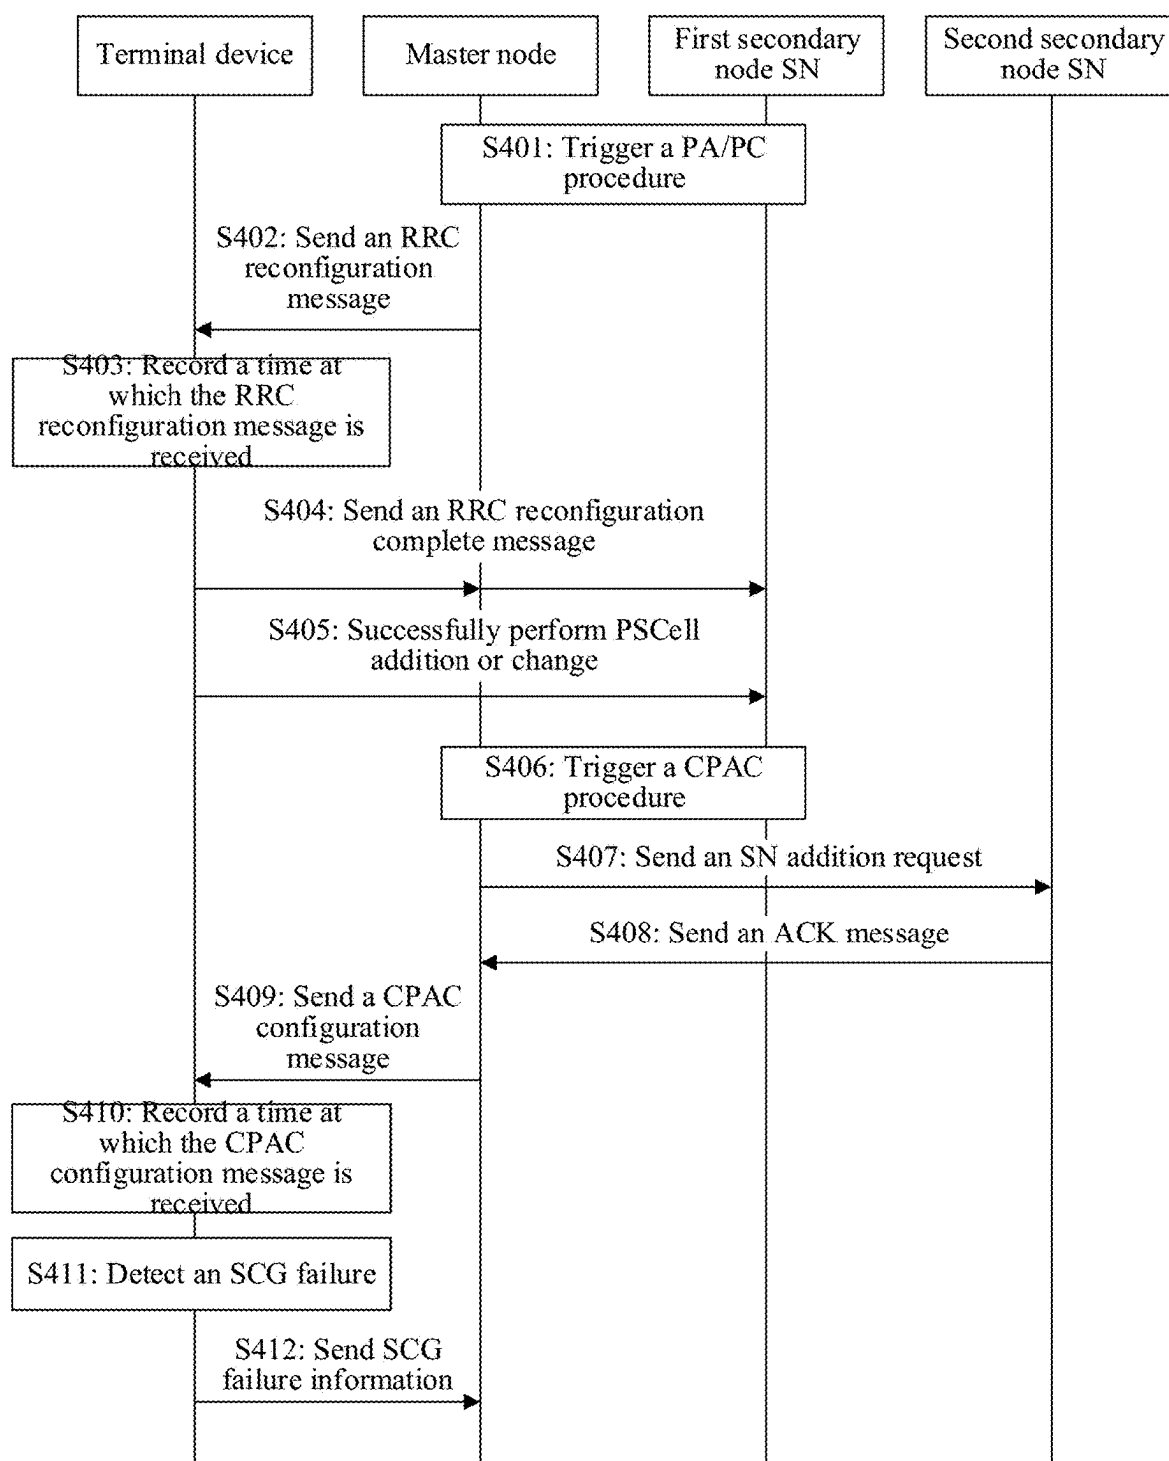 Terminal device
Master node
First secondary
node SN
Second secondary
node SN
S401: Trigger a PA/PC
procedure
S402: Send an RRC
reconfiguration
message
S403: Record a time at
which the RRC
reconfiguration message is
received
S404: Send an RRC reconfiguration
complete message
S405: Successfully perform PSCell
addition or change
S406: Trigger a CPAC
procedure
S407: Send an SN addition request
S408: Send an ACK message
S409: Send a CPAC
configuration
message
S410: Record a time at
which the CPAC
configuration message is
received
S411: Detect an SCG failure
S412: Send SCG
failure information